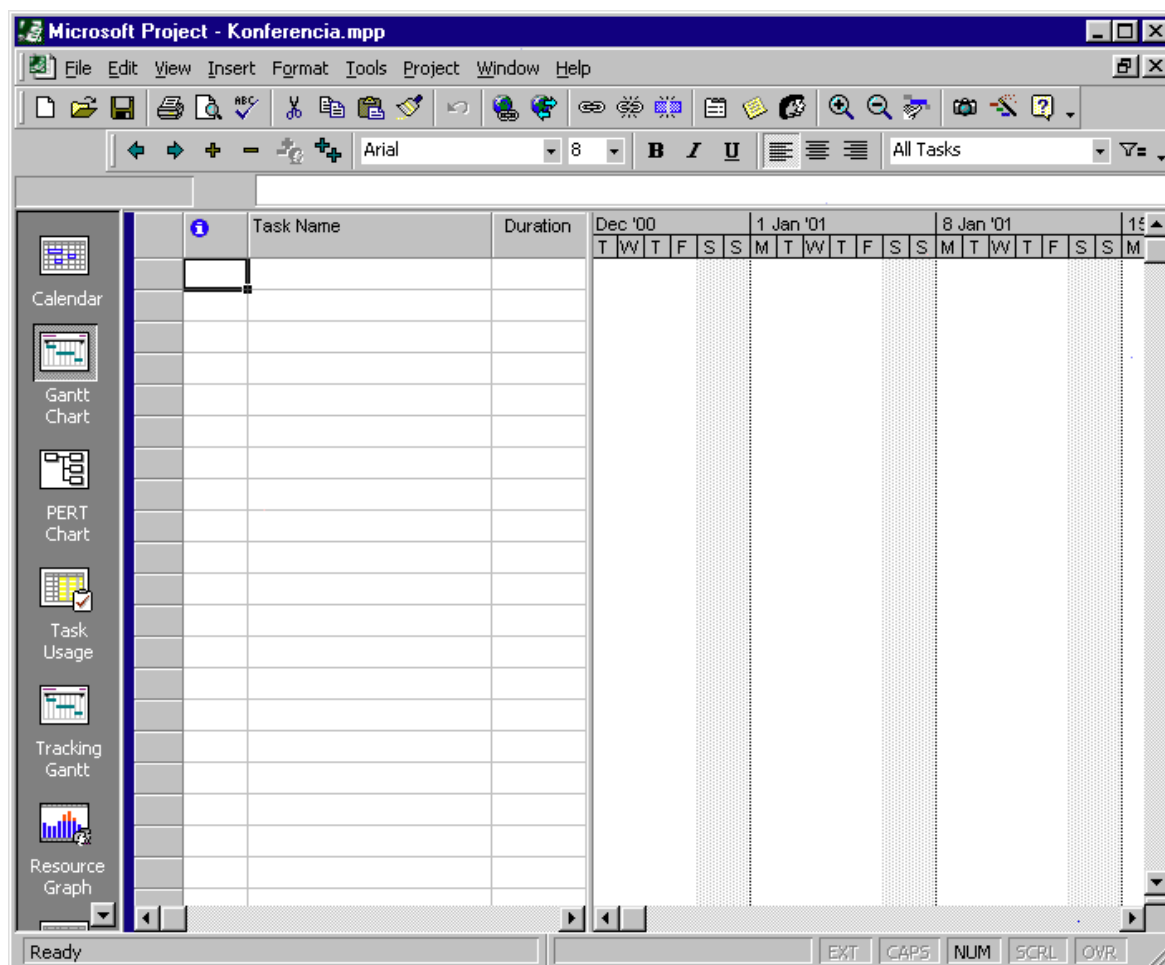 Microsoft Project - Konferencia.mpp
File Edit View Insert Format Tools Project Window Help
ABC
Arial 8 B I U All Tasks
Task Name Duration Dec '00 1 Jan '01 8 Jan '01 15
T W T F S S M T W T F S S M T W T F S S M
Calendar
Gantt
Chart
PERT
Chart
Task
Usage
Tracking
Gantt
Resource
Graph
Ready EXT CAPS NUM SCRL OVR